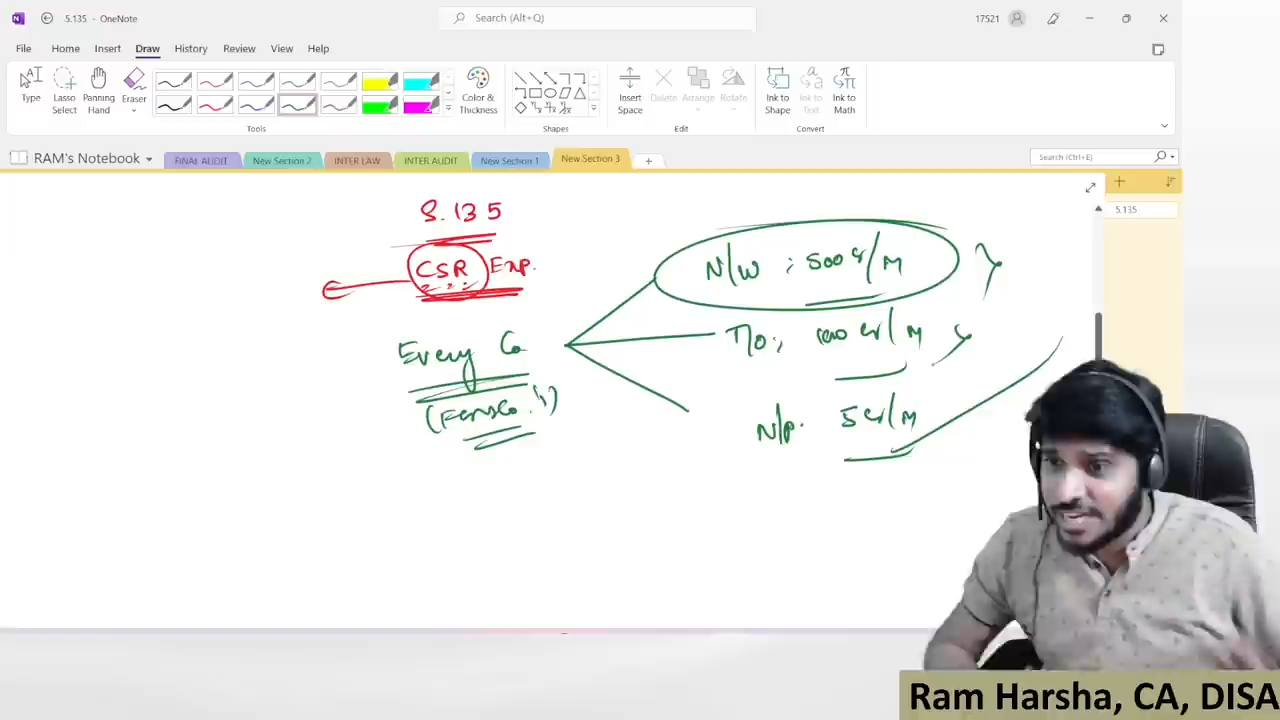 5.135 - OneNote
Search (Alt+Q)
17521
File Home Insert Draw History Review View Help
Type
Lasso Select
Panning Hand
Eraser
Color & Thickness
Insert Space
Delete
Arrange
Rotate
Ink to Shape
Ink to Text
Ink to Math
Tools
Shapes
Edit
Convert
RAM's Notebook
FINAL AUDIT
New Section 2
INTER LAW
INTER AUDIT
New Section 1
New Section 3
Search (Ctrl+E)
5.135
S. 135
CSR Exp.
Every Co
N/W : 500 cr/M
T/O : 1000 cr/M
N/P. 5 cr/M
Ram Harsha, CA, DISA